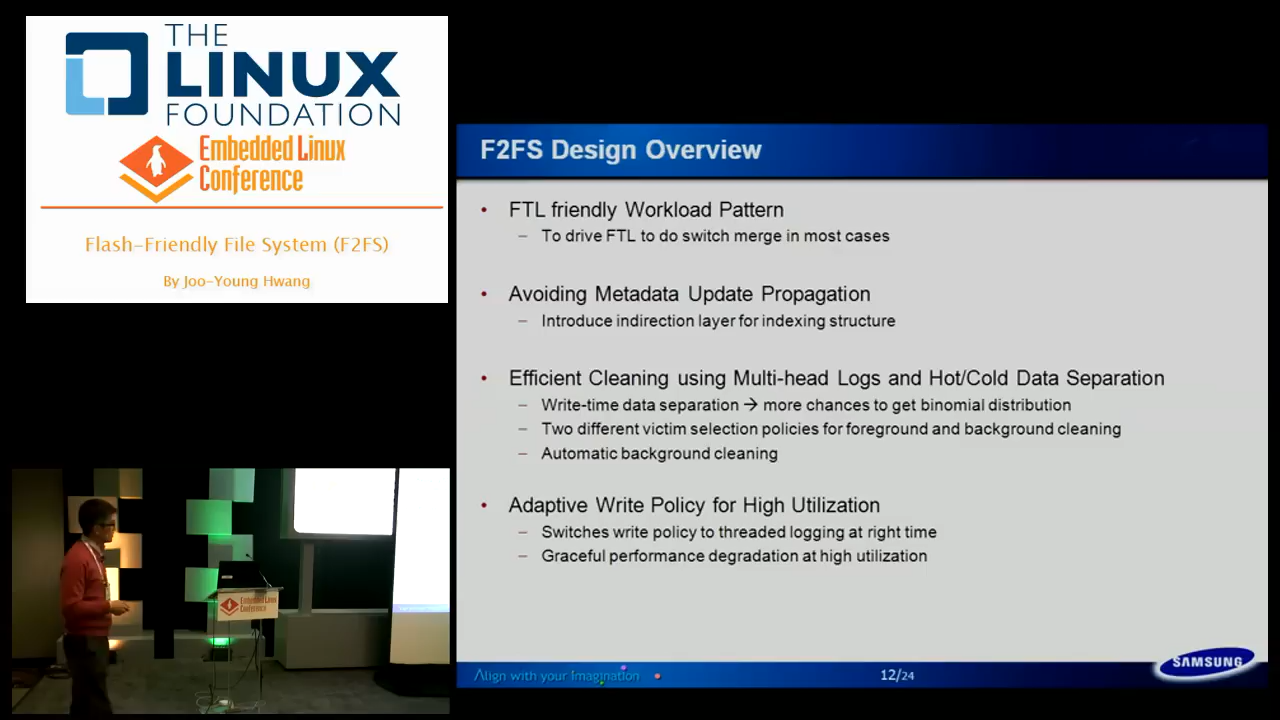 THE
LINUX
FOUNDATION
Embedded Linux
Conference
Flash-Friendly File System (F2FS)
By Joo-Young Hwang
F2FS Design Overview
• FTL friendly Workload Pattern
– To drive FTL to do switch merge in most cases
• Avoiding Metadata Update Propagation
– Introduce indirection layer for indexing structure
• Efficient Cleaning using Multi-head Logs and Hot/Cold Data Separation
– Write-time data separation → more chances to get binomial distribution
– Two different victim selection policies for foreground and background cleaning
– Automatic background cleaning
• Adaptive Write Policy for High Utilization
– Switches write policy to threaded logging at right time
– Graceful performance degradation at high utilization
Align with your Imagination
12/24
SAMSUNG
Embedded Linux
Conference